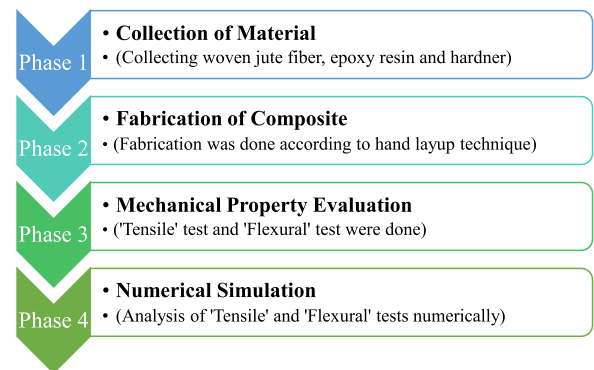 Phase 1
• Collection of Material
• (Collecting woven jute fiber, epoxy resin and hardner)
Phase 2
• Fabrication of Composite
• (Fabrication was done according to hand layup technique)
Phase 3
• Mechanical Property Evaluation
• ('Tensile' test and 'Flexural' test were done)
Phase 4
• Numerical Simulation
• (Analysis of 'Tensile' and 'Flexural' tests numerically)